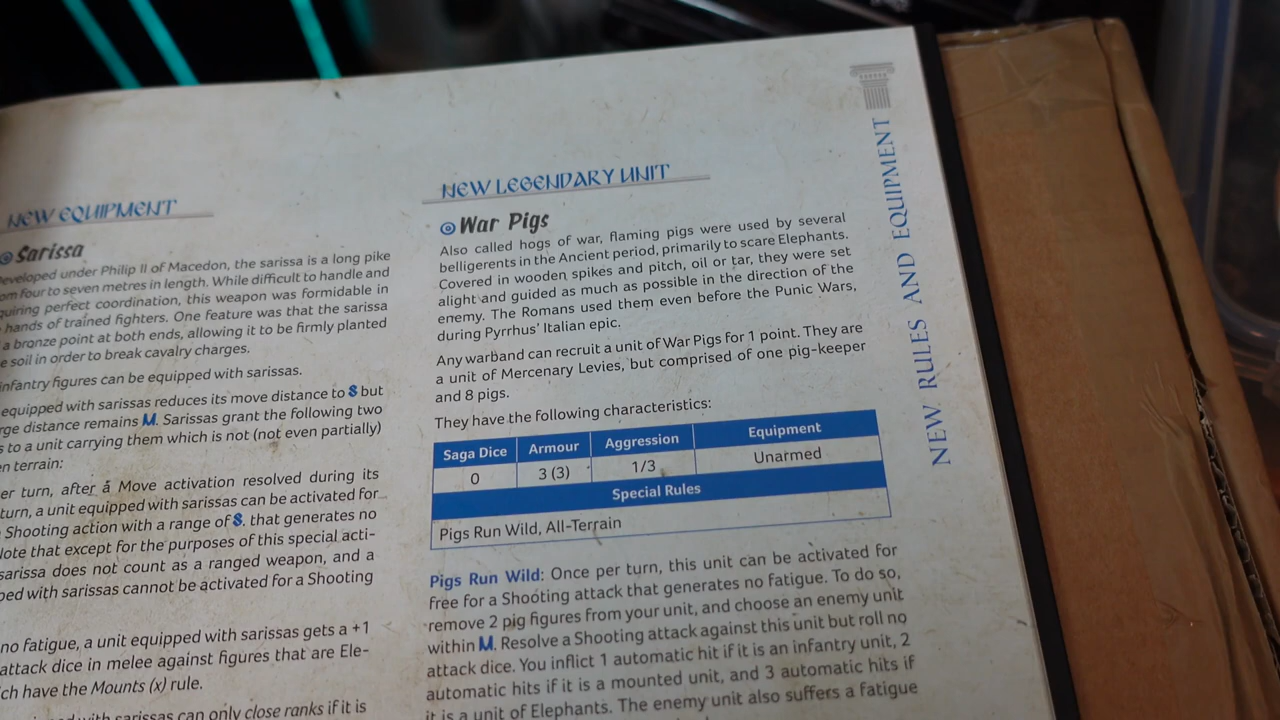 NEW EQUIPMENT
Sarissa
eveloped under Philip II of Macedon, the sarissa is a long pike
om four to seven metres in length. While difficult to handle and
quiring perfect coordination, this weapon was formidable in
hands of trained fighters. One feature was that the sarissa
a bronze point at both ends, allowing it to be firmly planted
e soil in order to break cavalry charges.
infantry figures can be equipped with sarissas.
equipped with sarissas reduces its move distance to S but
rge distance remains M. Sarissas grant the following two
s to a unit carrying them which is not (not even partially)
en terrain:
er turn, after a Move activation resolved during its
turn, a unit equipped with sarissas can be activated for
Shooting action with a range of S. that generates no
Note that except for the purposes of this special acti-
sarissa does not count as a ranged weapon, and a
ped with sarissas cannot be activated for a Shooting
no fatigue, a unit equipped with sarissas gets a +1
attack dice in melee against figures that are Ele-
ch have the Mounts (x) rule.
with sarissas can only close ranks if it is
NEW LEGENDARY UNIT
War Pigs
Also called hogs of war, flaming pigs were used by several
belligerents in the Ancient period, primarily to scare Elephants.
Covered in wooden spikes and pitch, oil or tar, they were set
alight and guided as much as possible in the direction of the
enemy. The Romans used them even before the Punic Wars,
during Pyrrhus' Italian epic.
Any warband can recruit a unit of War Pigs for 1 point. They are
a unit of Mercenary Levies, but comprised of one pig-keeper
and 8 pigs.
They have the following characteristics:
Saga Dice Armour Aggression Equipment
0 3 (3) 1/3 Unarmed
Special Rules
Pigs Run Wild, All-Terrain
Pigs Run Wild: Once per turn, this unit can be activated for
free for a Shooting attack that generates no fatigue. To do so,
remove 2 pig figures from your unit, and choose an enemy unit
within M. Resolve a Shooting attack against this unit but roll no
attack dice. You inflict 1 automatic hit if it is an infantry unit, 2
automatic hits if it is a mounted unit, and 3 automatic hits if
it is a unit of Elephants. The enemy unit also suffers a fatigue
NEW RULES AND EQUIPMENT